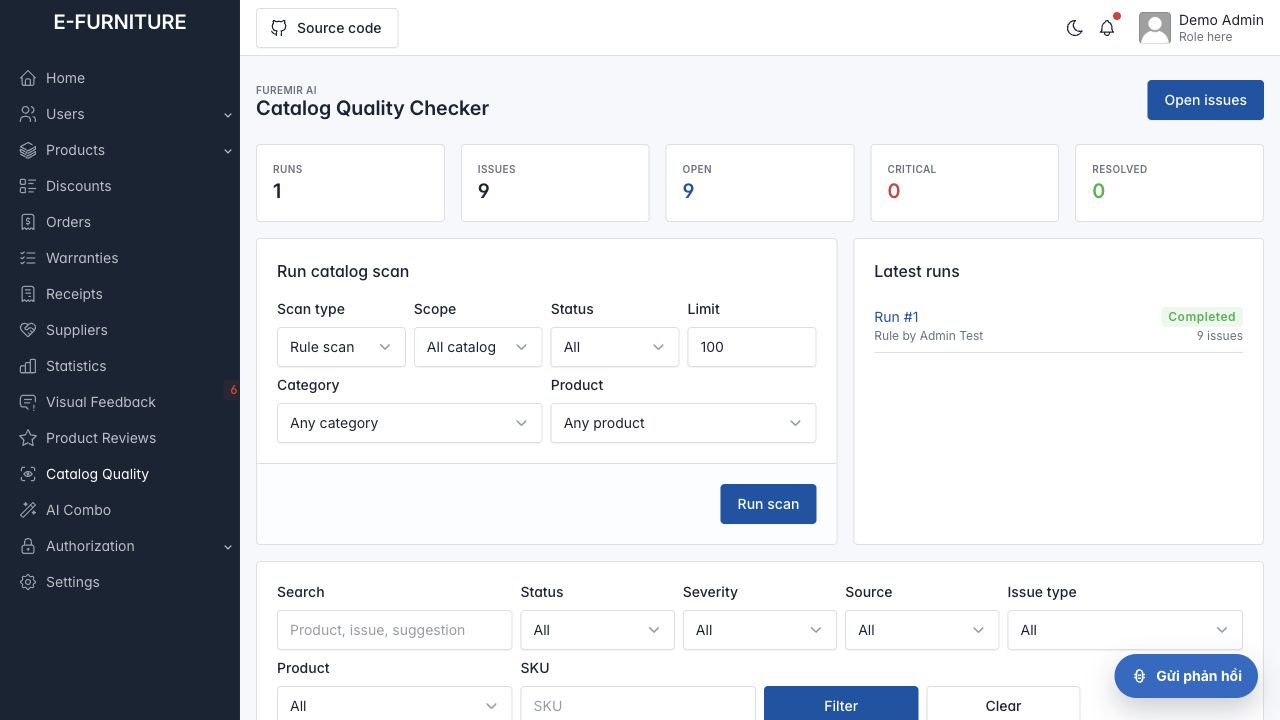 E-FURNITURE
Home
Users
Products
Discounts
Orders
Warranties
Receipts
Suppliers
Statistics
Visual Feedback
6
Product Reviews
Catalog Quality
AI Combo
Authorization
Settings
Source code
Demo Admin
Role here
FUREMIR AI
Catalog Quality Checker
Open issues
RUNS
1
ISSUES
9
OPEN
9
CRITICAL
0
RESOLVED
0
Run catalog scan
Scan type Scope Status Limit
Rule scan All catalog All 100
Category Product
Any category Any product
Run scan
Latest runs
Run #1 Completed
Rule by Admin Test 9 issues
Search Status Severity Source Issue type
Product, issue, suggestion All All All All
Product SKU
All SKU Filter Clear
Gửi phản hồi